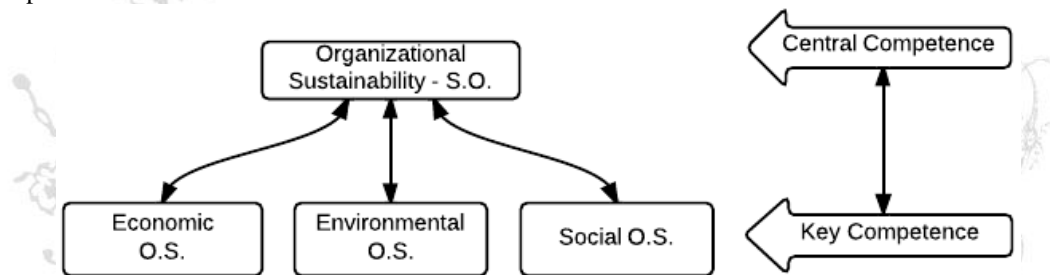 Organizational
Sustainability - S.O.
Central Competence
Economic
O.S.
Environmental
O.S.
Social O.S.
Key Competence